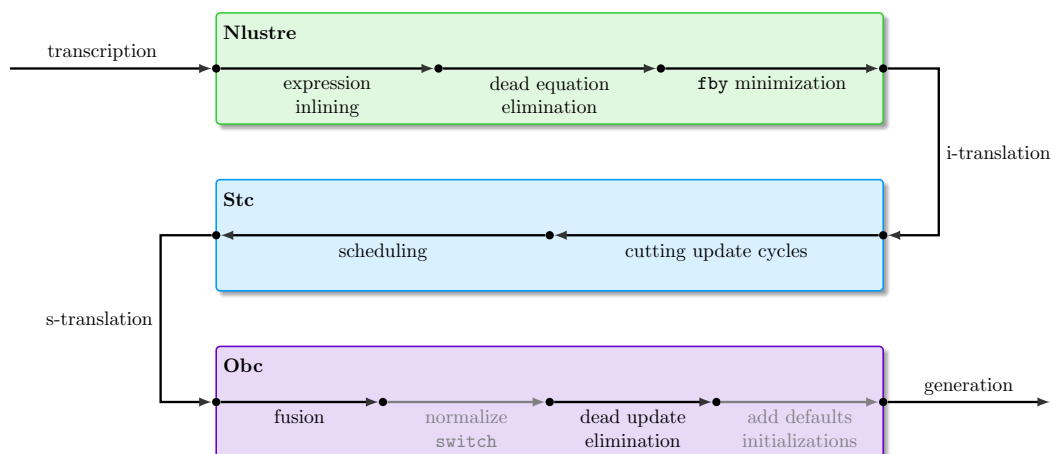 Nlustre
transcription
expression
inlining
dead equation
elimination
fby minimization
i-translation
Stc
scheduling
cutting update cycles
s-translation
Obc
fusion
normalize
switch
dead update
elimination
add defaults
initializations
generation